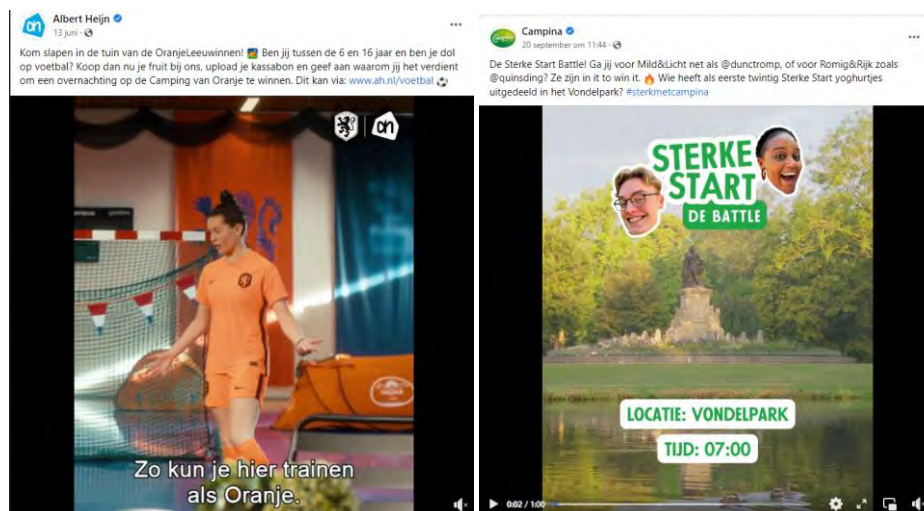 Albert Heijn
13 juni ·
Kom slapen in de tuin van de OranjeLeeuwinnen! Ben jij tussen de 6 en 16 jaar en ben je dol
op voetbal? Koop dan nu je fruit bij ons, upload je kassabon en geef aan waarom jij het verdient
om een overnachting op de Camping van Oranje te winnen. Dit kan via: www.ah.nl/voetbal
ah
Zo kun je hier trainen
als Oranje.
Campina
20 september om 11:44 ·
De Sterke Start Battle! Ga jij voor Mild&Licht net als @dunctromp, of voor Romig&Rijk zoals
@quinsding? Ze zijn in it to win it. 🔥 Wie heeft als eerste twintig Sterke Start yoghurtjes
uitgedeeld in het Vondelpark? #sterkmetcampina
STERKE
START
DE BATTLE
LOCATIE: VONDELPARK
TIJD: 07:00
0:02 / 1:00